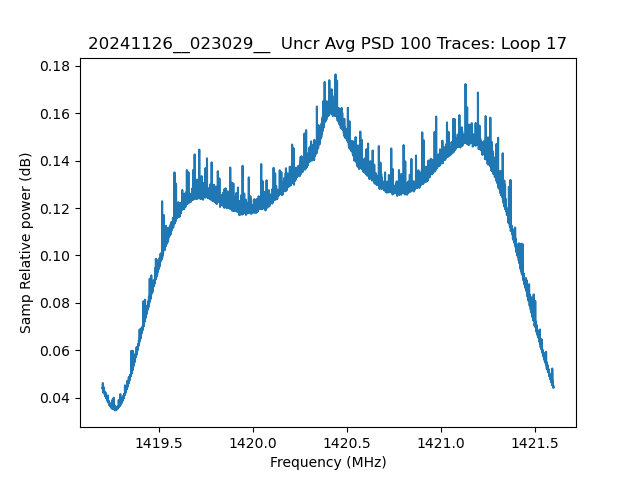 20241126__023029__  Uncr Avg PSD 100 Traces: Loop 17
0.18
0.16
0.14
0.12
0.10
0.08
0.06
0.04
Samp Relative power (dB)
1419.5 1420.0 1420.5 1421.0 1421.5
Frequency (MHz)